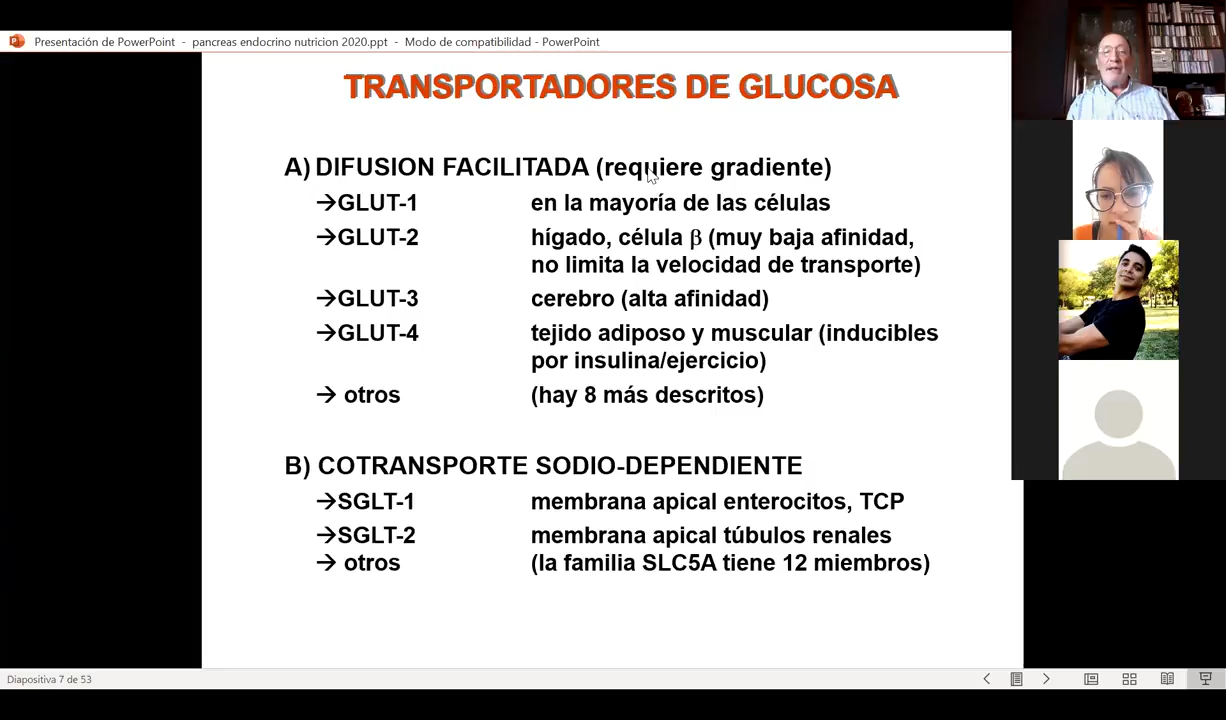 Presentación de PowerPoint - pancreas endocrino nutricion 2020.ppt - Modo de compatibilidad - PowerPoint
TRANSPORTADORES DE GLUCOSA
A) DIFUSION FACILITADA (requiere gradiente)
→GLUT-1 en la mayoría de las células
→GLUT-2 hígado, célula β (muy baja afinidad,
no limita la velocidad de transporte)
→GLUT-3 cerebro (alta afinidad)
→GLUT-4 tejido adiposo y muscular (inducibles
por insulina/ejercicio)
→ otros (hay 8 más descritos)
B) COTRANSPORTE SODIO-DEPENDIENTE
→SGLT-1 membrana apical enterocitos, TCP
→SGLT-2 membrana apical túbulos renales
→ otros (la familia SLC5A tiene 12 miembros)
Diapositiva 7 de 53